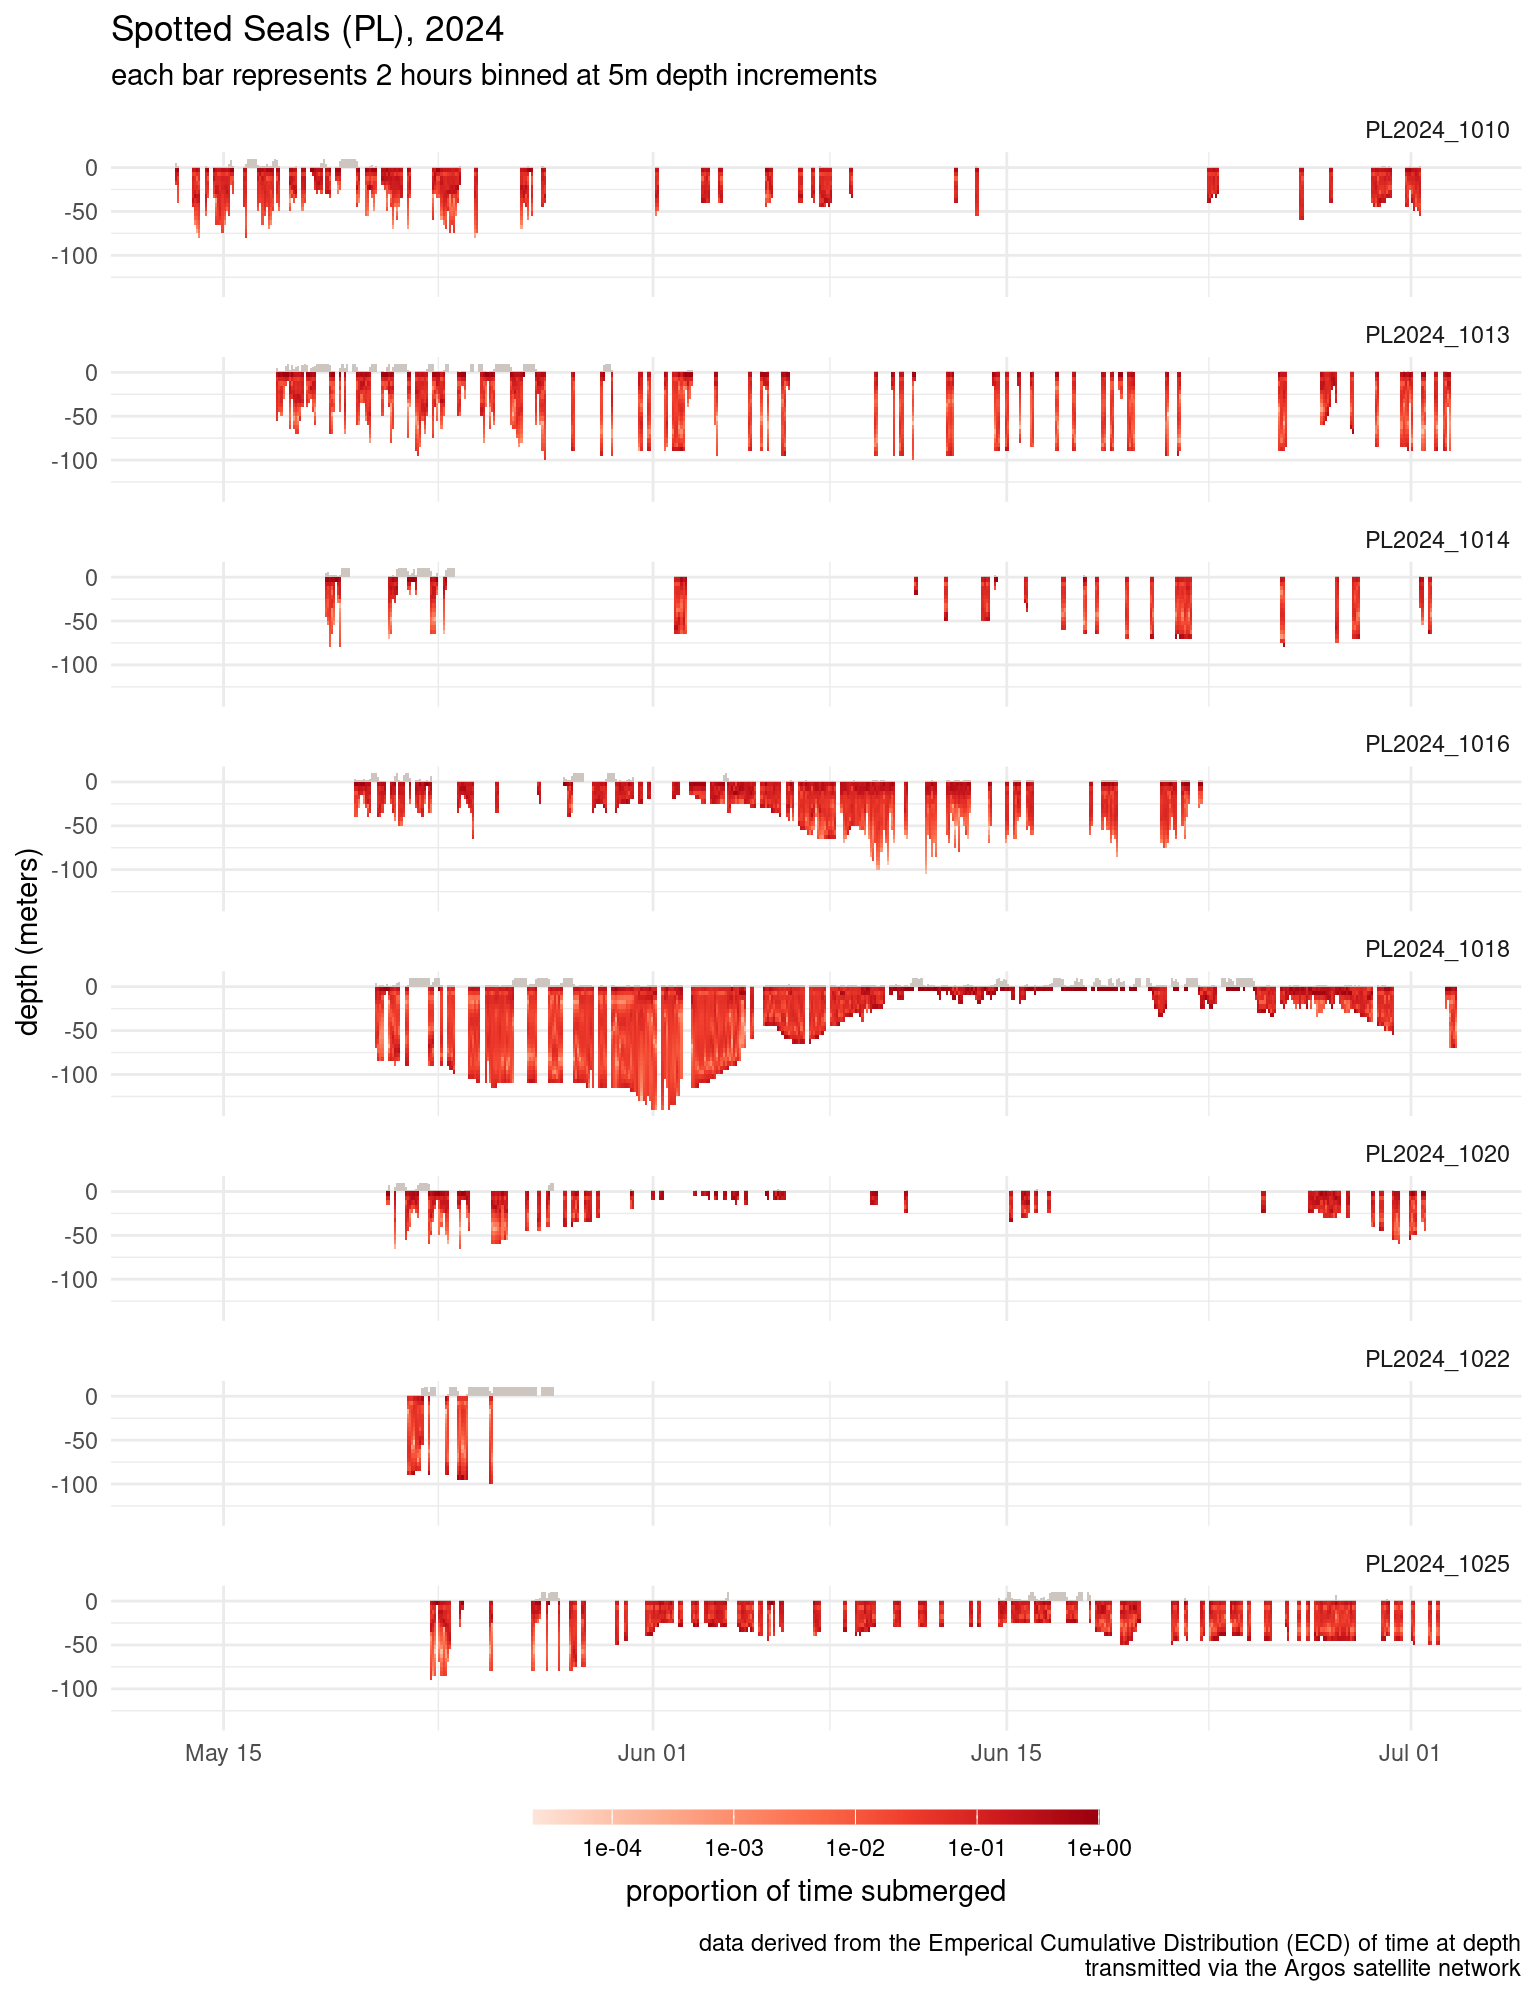 Spotted Seals (PL), 2024
each bar represents 2 hours binned at 5m depth increments
PL2024_1010
0
-50
-100
PL2024_1013
0
-50
-100
PL2024_1014
0
-50
-100
PL2024_1016
0
-50
-100
depth (meters)
PL2024_1018
0
-50
-100
PL2024_1020
0
-50
-100
PL2024_1022
0
-50
-100
PL2024_1025
0
-50
-100
May 15 Jun 01 Jun 15 Jul 01
1e-04 1e-03 1e-02 1e-01 1e+00
proportion of time submerged
data derived from the Emperical Cumulative Distribution (ECD) of time at depth
transmitted via the Argos satellite network